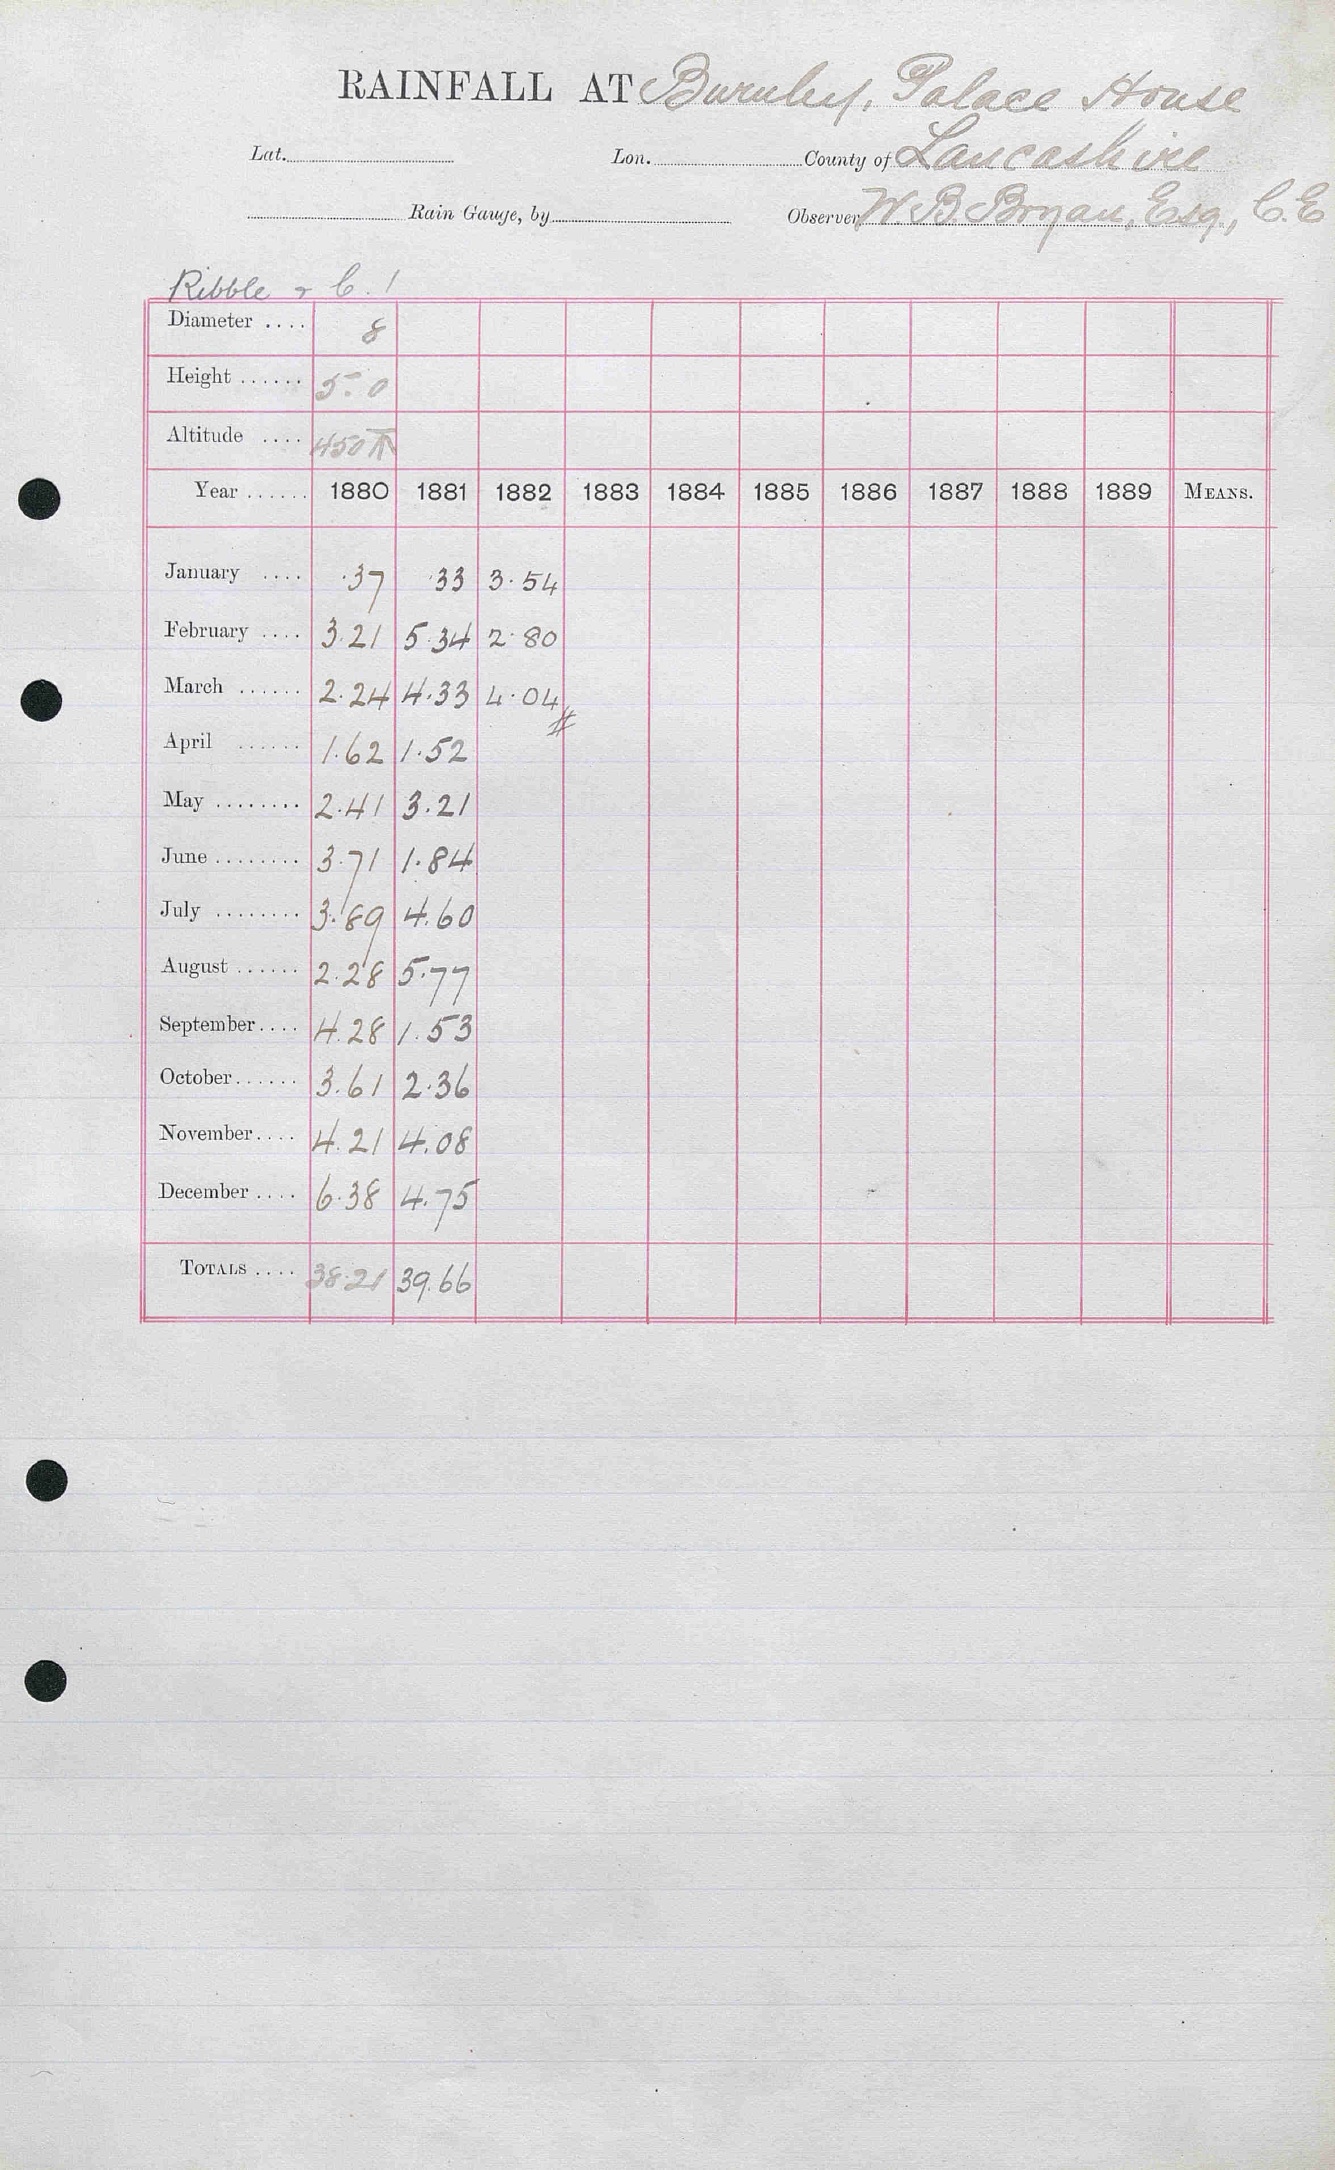 RAINFALL AT Burnley, Palace House
Lat. Lon. County of Lancashire
Rain Gauge, by Observer W. B. Bryan, Esq., C.E
Ribble & C. 1
Diameter .... 8
Height ...... 5.0
Altitude .... 450
Year ...... 1880 1881 1882 1883 1884 1885 1886 1887 1888 1889 MEANS.
January .... .37 .33 3.54
February .... 3.21 5.34 2.80
March ...... 2.24 4.33 4.04
April ...... 1.62 1.52
May ........ 2.41 3.21
June ........ 3.71 1.84
July ........ 3.89 4.60
August ...... 2.28 5.77
September.... 4.28 1.53
October...... 3.61 2.36
November.... 4.21 4.08
December .... 6.38 4.75
TOTALS .... 38.21 39.66